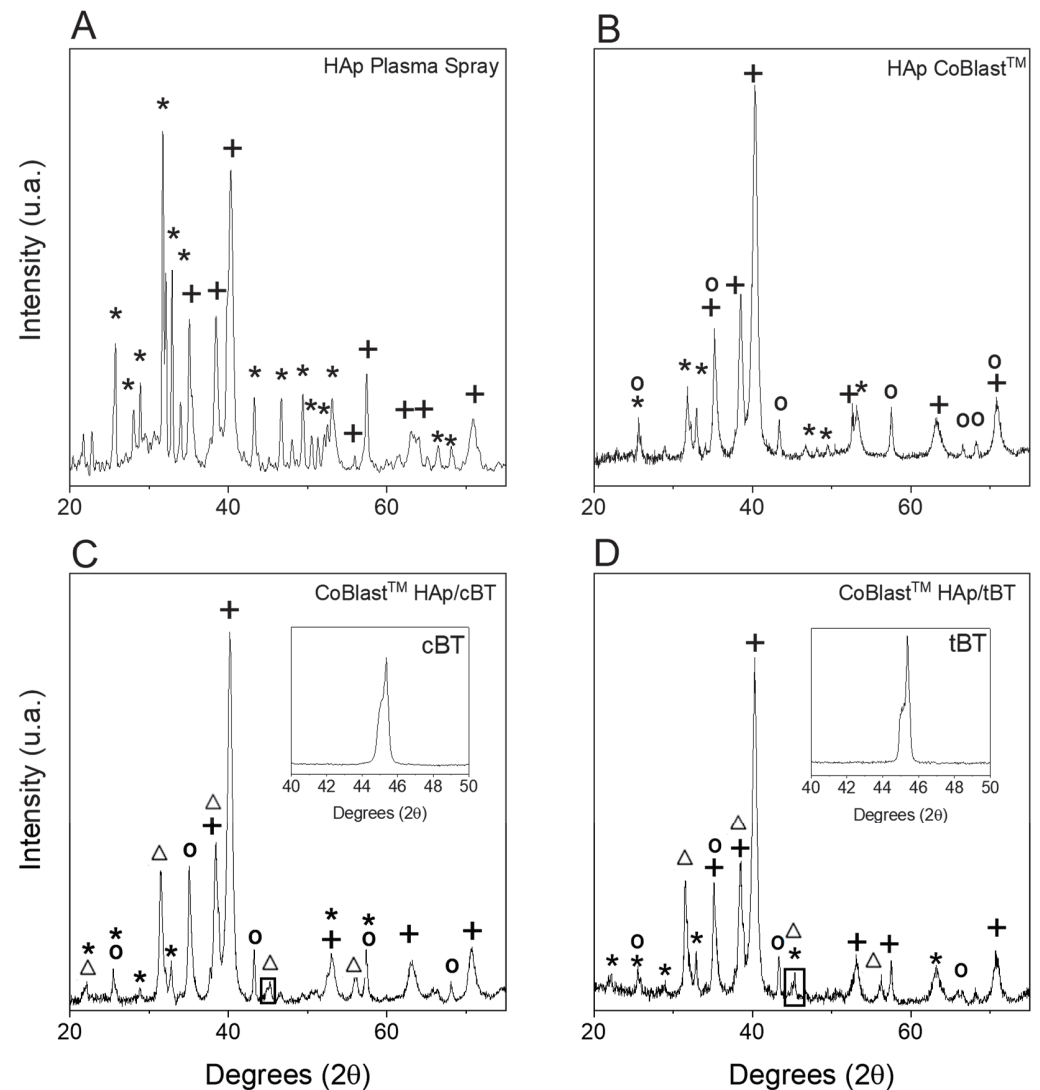 A
HAp Plasma Spray
* * * * * * + + + * * * * * * + + + + * * +
Intensity (u.a.)
20 40 60
B
HAp CoBlast™
o * * * o + + + o * * + * o + o o o +
20 40 60
C
CoBlast™ HAp/cBT
cBT
40 42 44 46 48 50
Degrees (2θ)
* △ * o * △ * o △ + + o △ * + △ * o + o +
Intensity (u.a.)
20 40 60
Degrees (2θ)
D
CoBlast™ HAp/tBT
tBT
40 42 44 46 48 50
Degrees (2θ)
* o * * △ * o + △ + + o △ * + △ + * o +
20 40 60
Degrees (2θ)